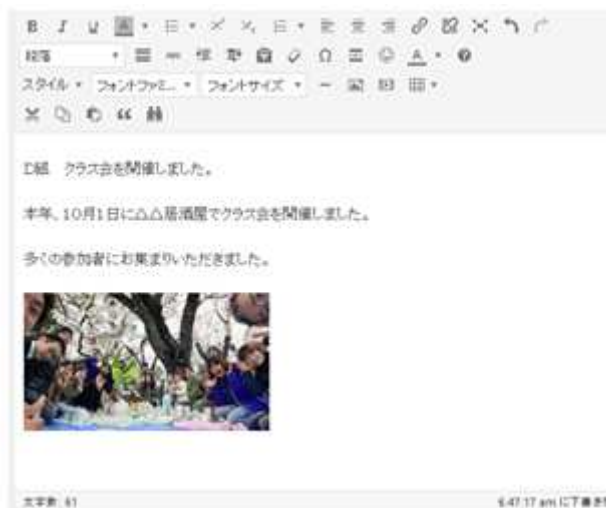 段落
スタイル フォントファミ... フォントサイズ
D組 クラス会を開催しました。
本年、10月1日に△△居酒屋でクラス会を開催しました。
多くの参加者にお集まりいただきました。
文字数: 61 6:47:17 am に下書き